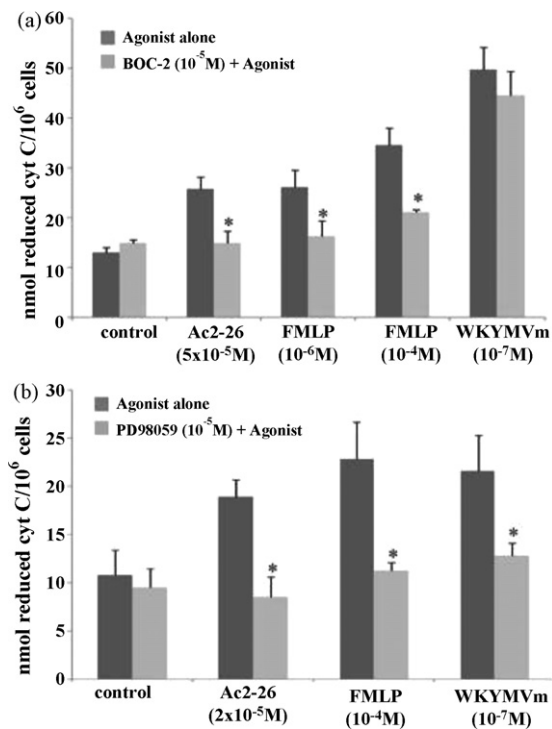 (a)
Agonist alone
BOC-2 (10⁻⁵M) + Agonist
nmol reduced cyt C/10⁶ cells
60
50
40
30
20
10
0
*
*
*
control
Ac2-26
(5x10⁻⁵M)
FMLP
(10⁻⁶M)
FMLP
(10⁻⁴M)
WKYMVm
(10⁻⁷M)
(b)
Agonist alone
PD98059 (10⁻⁵M) + Agonist
nmol reduced cyt C/10⁶ cells
30
25
20
15
10
5
0
*
*
*
control
Ac2-26
(2x10⁻⁵M)
FMLP
(10⁻⁴M)
WKYMVm
(10⁻⁷M)